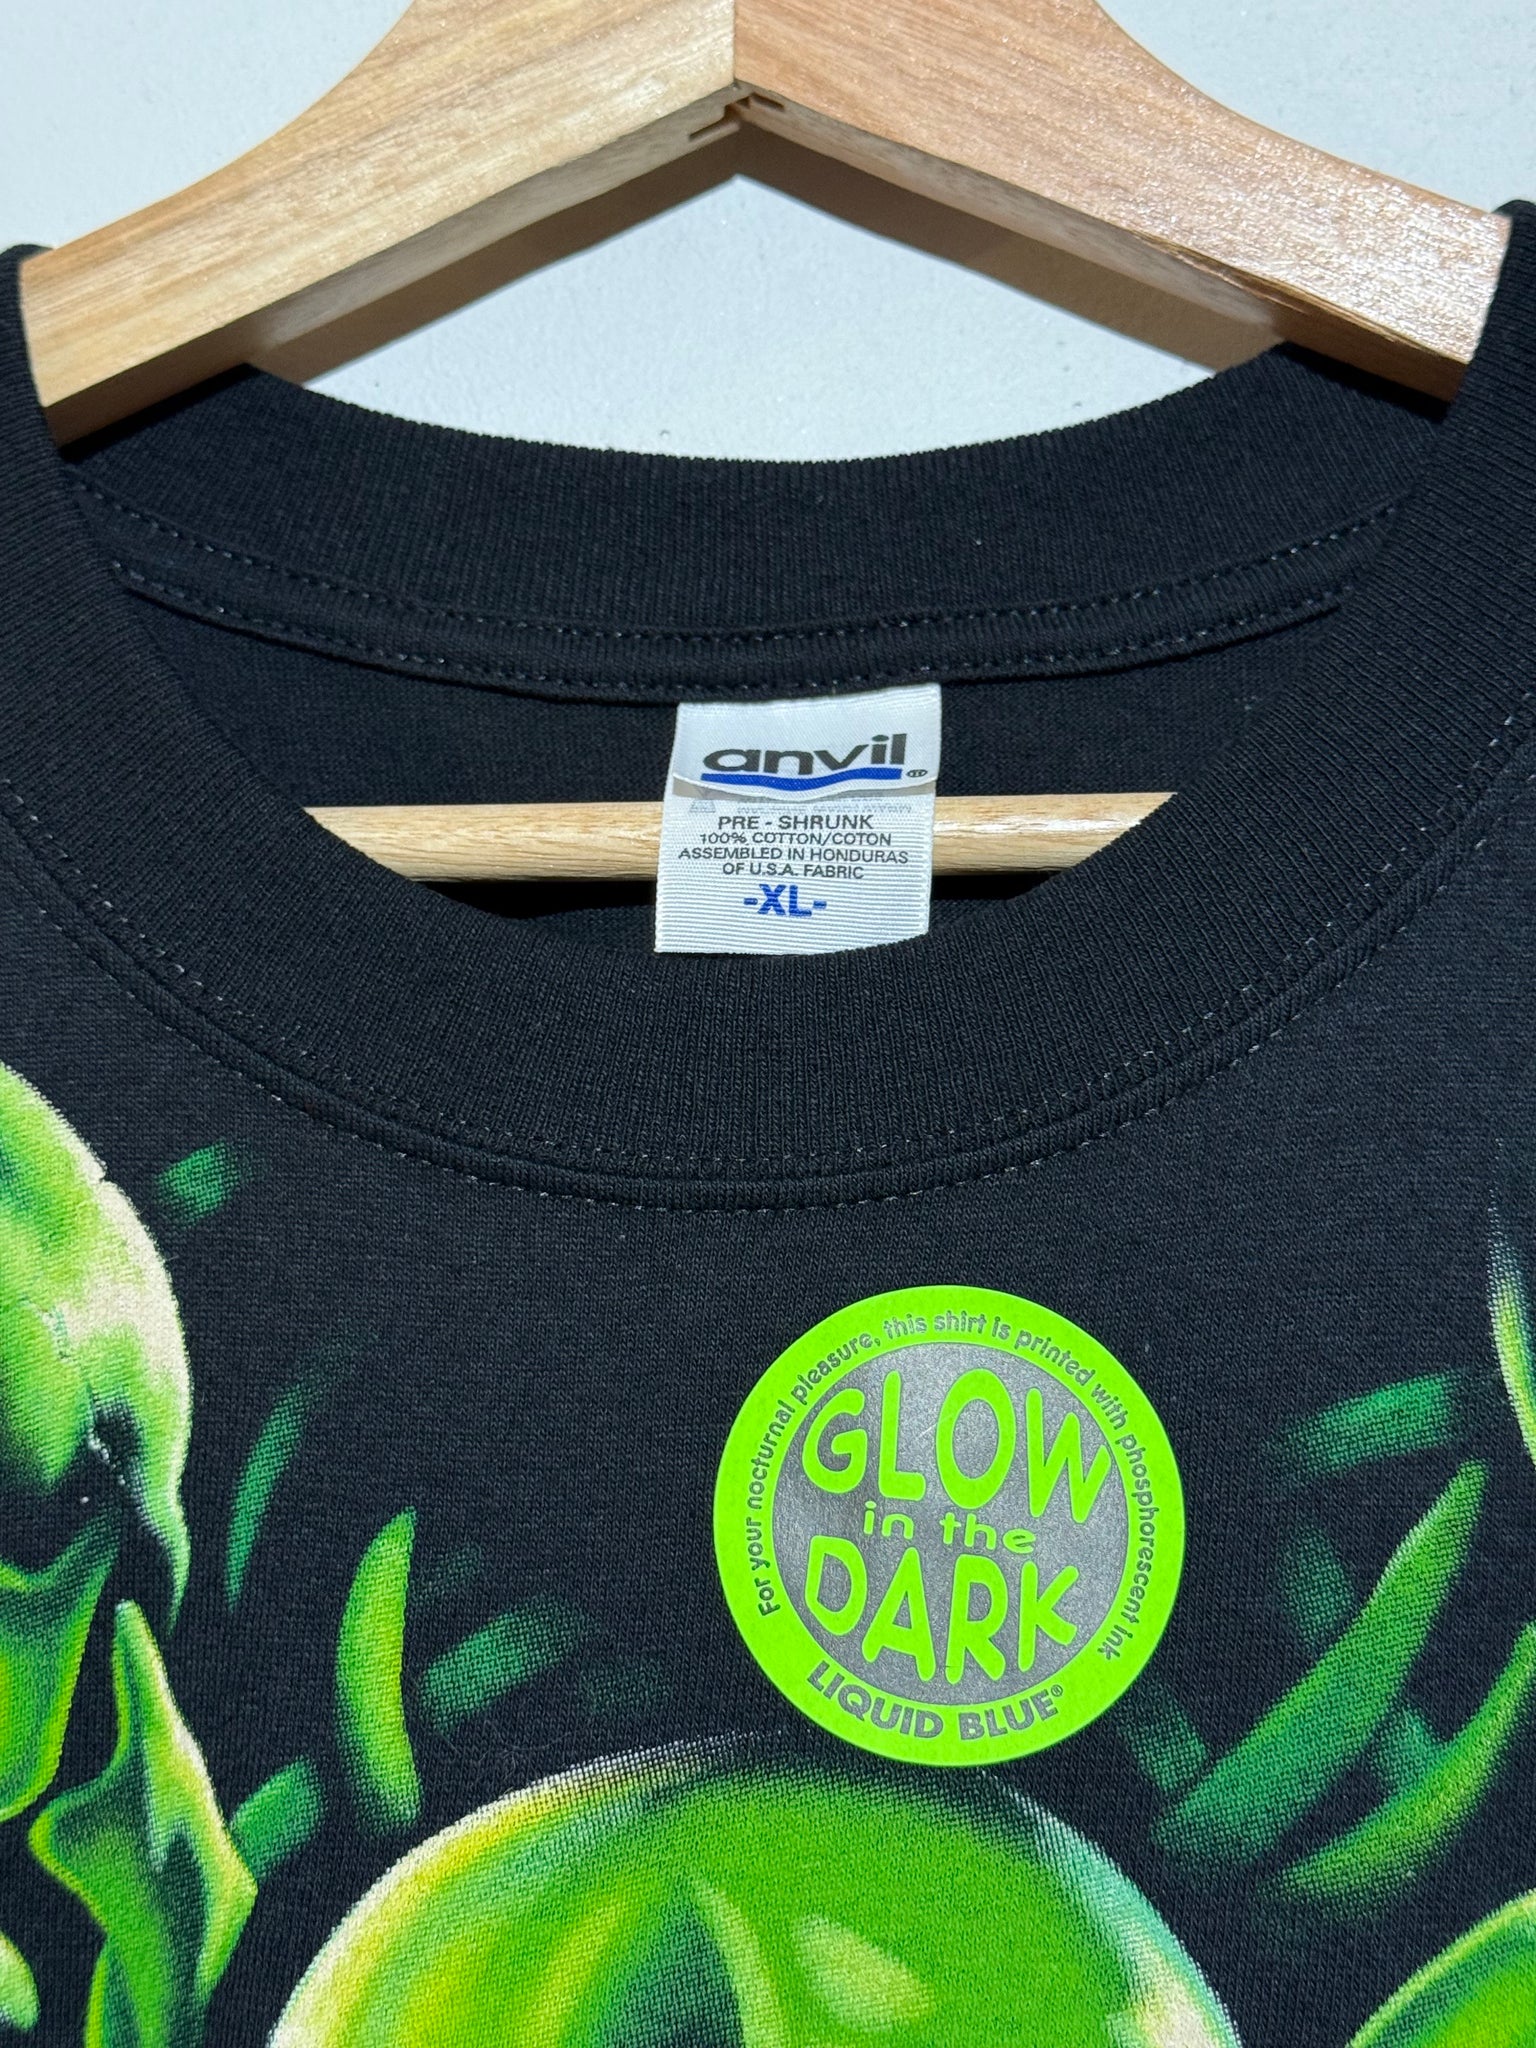 anvil®
PRE - SHRUNK
100% COTTON/COTON
ASSEMBLED IN HONDURAS
OF U.S.A. FABRIC
-XL-
For your nocturnal pleasure, this shirt is printed with phosphorescent ink
GLOW
in the
DARK
LIQUID BLUE®